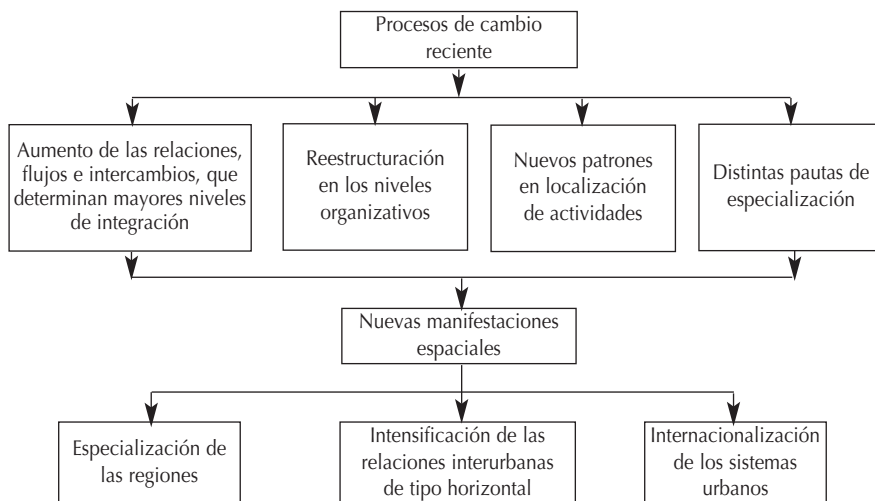 Procesos de cambio
reciente
Aumento de las relaciones,
flujos e intercambios, que
determinan mayores niveles
de integración
Reestructuración
en los niveles
organizativos
Nuevos patrones
en localización
de actividades
Distintas pautas de
especialización
Nuevas manifestaciones
espaciales
Especialización de
las regiones
Intensificación de las
relaciones interurbanas
de tipo horizontal
Internacionalización
de los sistemas
urbanos